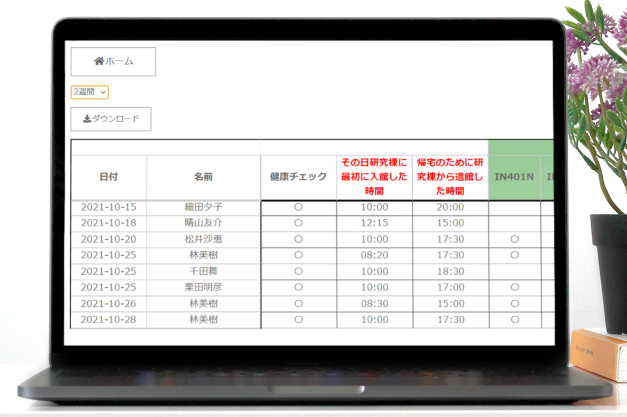 ホーム
2週間
ダウンロード
日付 名前 健康チェック その日研究棟に最初に入館した時間 帰宅のために研究棟から退館した時間 IN401N
2021-10-15 細田夕子 〇 10:00 20:00
2021-10-18 晴山友介 〇 12:15 15:00
2021-10-20 松井沙恵 〇 10:00 17:30 〇
2021-10-25 林美樹 〇 08:20 17:30 〇
2021-10-25 千田舞 〇 10:00 18:30
2021-10-25 栗田明彦 〇 10:00 17:00 〇
2021-10-26 林美樹 〇 08:30 15:00 〇
2021-10-28 林美樹 〇 10:00 17:30 〇